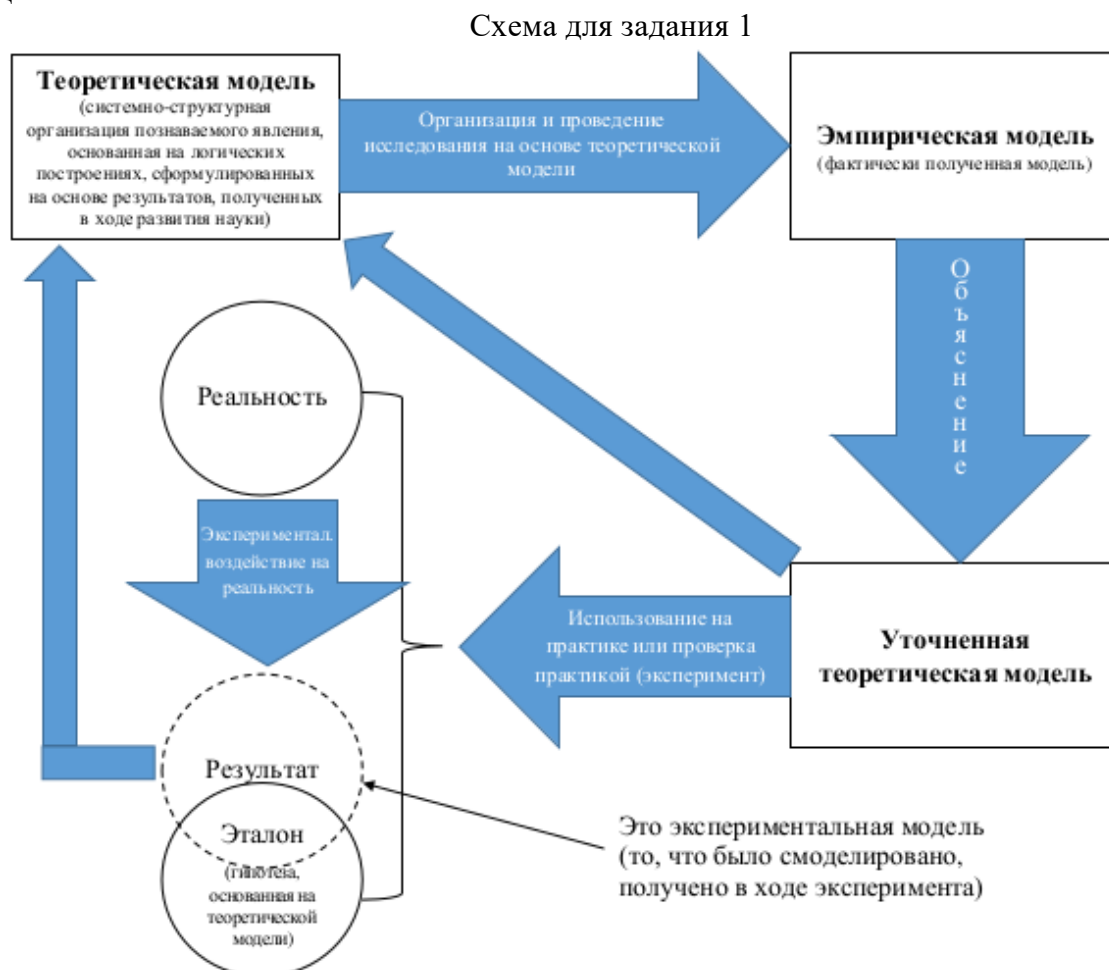 Схема для задания 1
Теоретическая модель
(системно-структурная
организация познаваемого явления,
основанная на логических
построениях, сформулированных
на основе результатов, полученных
в ходе развития науки)
Организация и проведение
исследования на основе теоретической
модели
Эмпирическая модель
(фактически полученная модель)
Объяснение
Реальность
Экспериментал.
воздействие на
реальность
Использование на
практике или проверка
практикой (эксперимент)
Уточненная
теоретическая модель
Результат
Эталон
(гипотеза,
основанная на
теоретической
модели)
Это экспериментальная модель
(то, что было смоделировано,
получено в ходе эксперимента)